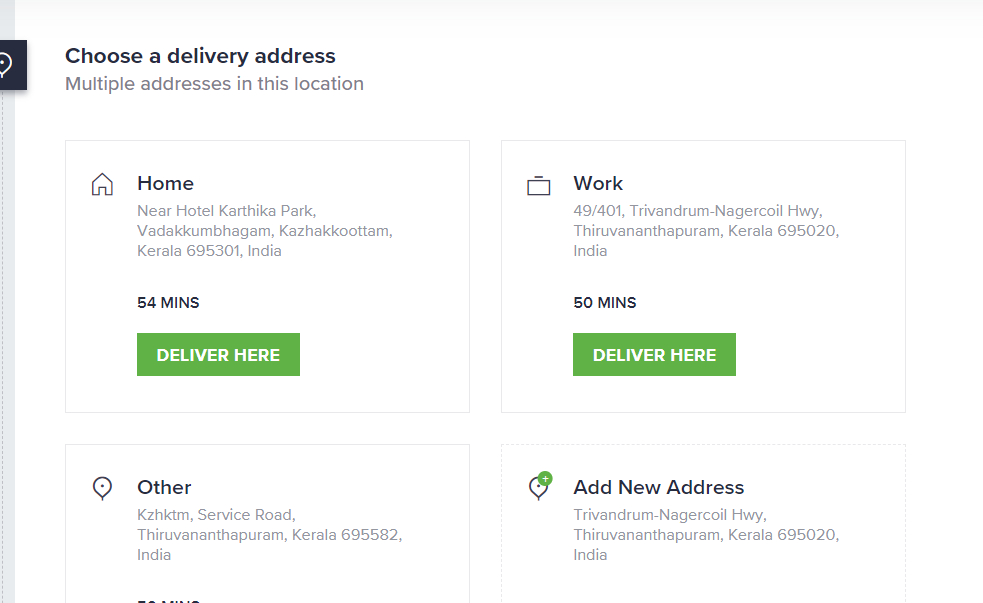 Choose a delivery address
Multiple addresses in this location
Home
Near Hotel Karthika Park,
Vadakkumbhagam, Kazhakkoottam,
Kerala 695301, India
54 MINS
DELIVER HERE
Work
49/401, Trivandrum-Nagercoil Hwy,
Thiruvananthapuram, Kerala 695020,
India
50 MINS
DELIVER HERE
Other
Kzhktm, Service Road,
Thiruvananthapuram, Kerala 695582,
India
MINS
Add New Address
Trivandrum-Nagercoil Hwy,
Thiruvananthapuram, Kerala 695020,
India